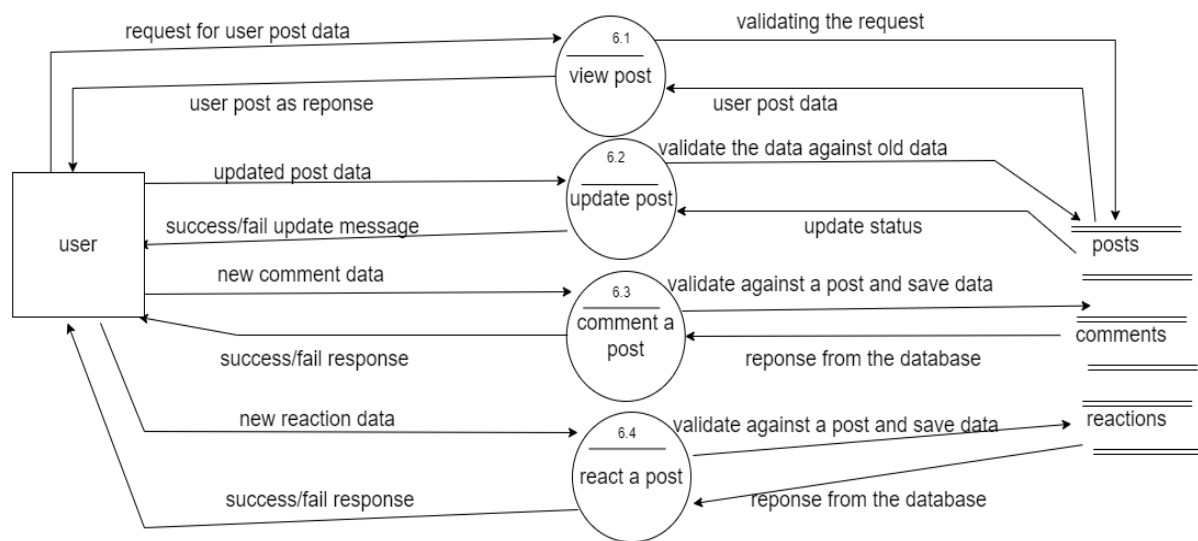 request for user post data
6.1
validating the request
view post
user post as reponse
user post data
updated post data
6.2
validate the data against old data
update post
success/fail update message
update status
user
posts
new comment data
6.3
validate against a post and save data
comment a
post
comments
success/fail response
reponse from the database
new reaction data
6.4
validate against a post and save data
reactions
react a post
success/fail response
reponse from the database